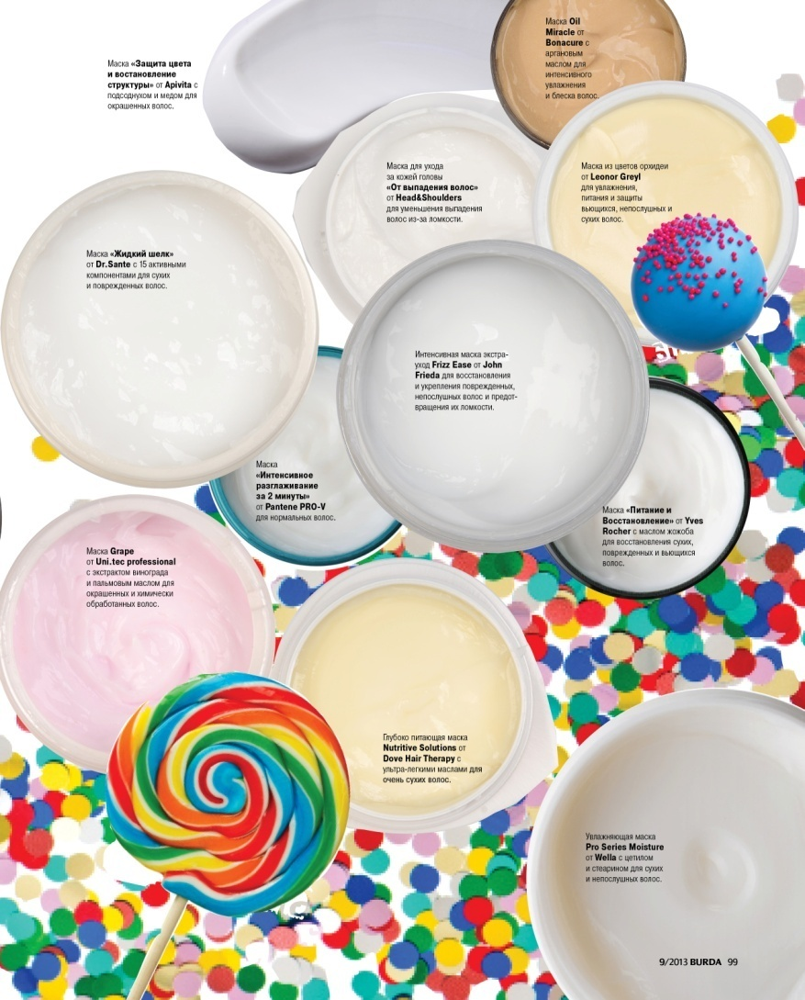 Маска Oil
Miracle от
Bonacure с
аргановым
маслом для
интенсивного
увлажнения
и блеска волос.
Маска «Защита цвета
и востановление
структуры» от Apivita с
подсоднухом и медом для
окрашенных волос.
Маска для ухода
за кожей головы
«От выпадения волос»
от Head&Shoulders
для уменьшения выпадения
волос из-за ломкости.
Маска из цветов орхидеи
от Leonor Greyl
для увлажнения,
питания и защиты
вьющихся, непослушных и
сухих волос.
Маска «Жидкий шелк»
от Dr.Sante с 15 активными
компонентами для сухих
и поврежденных волос.
Интенсивная маска экстра-
уход Frizz Ease от John
Frieda для восстановления
и укрепления поврежденных,
непослушных волос и предот-
вращения их ломкости.
Маска
«Интенсивное
разглаживание
за 2 минуты»
от Pantene PRO-V
для нормальных волос.
Маска «Питание и
Восстановление» от Yves
Rocher с маслом жожоба
для восстановления сухих,
поврежденных и вьющихся
волос.
Маска Grape
от Uni.tec professional
с экстрактом винограда
и пальмовым маслом для
окрашенных и химически
обработанных волос.
Глубоко питающая маска
Nutritive Solutions от
Dove Hair Therapy с
ультра-легкими маслами для
очень сухих волос.
Увлажняющая маска
Pro Series Moisture
от Wella с цетилом
и стеарином для сухих
и непослушных волос.
9/2013 BURDA 99